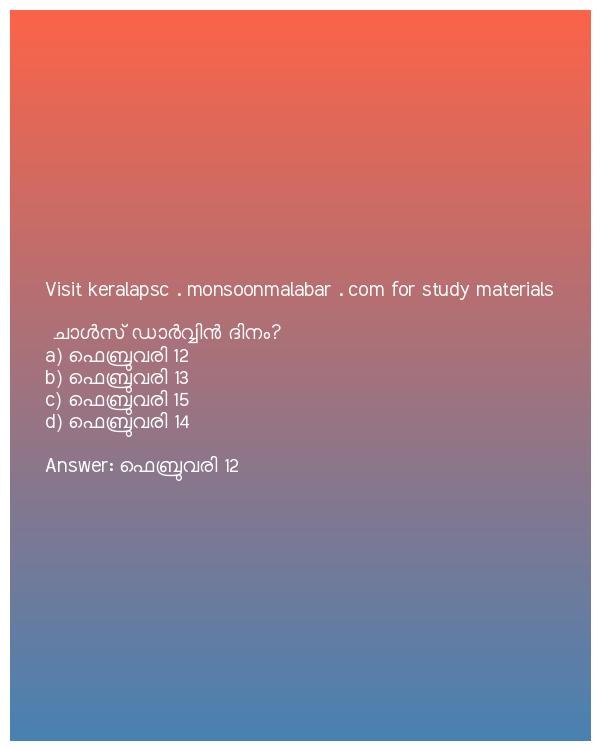 Visit keralapsc . monsoonmalabar . com for study materials
ചാൾസ് ഡാർവ്വിൻ ദിനം?
a) ഫെബ്രുവരി 12
b) ഫെബ്രുവരി 13
c) ഫെബ്രുവരി 15
d) ഫെബ്രുവരി 14
Answer: ഫെബ്രുവരി 12